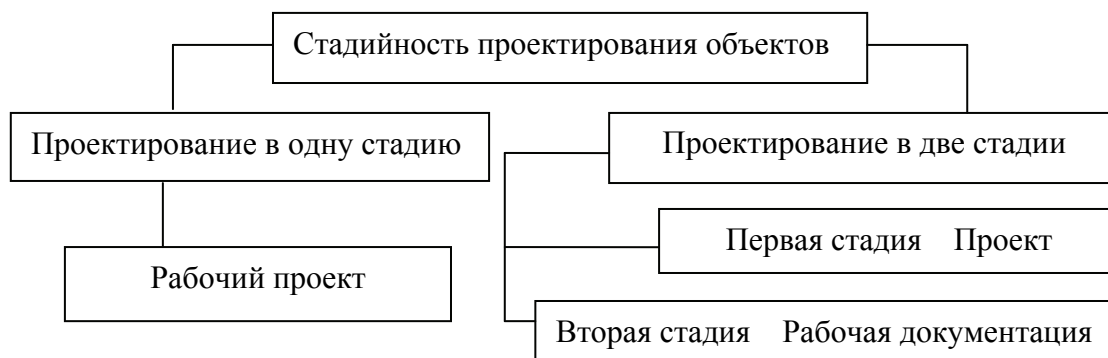 Стадийность проектирования объектов
Проектирование в одну стадию
Проектирование в две стадии
Первая стадия Проект
Рабочий проект
Вторая стадия Рабочая документация